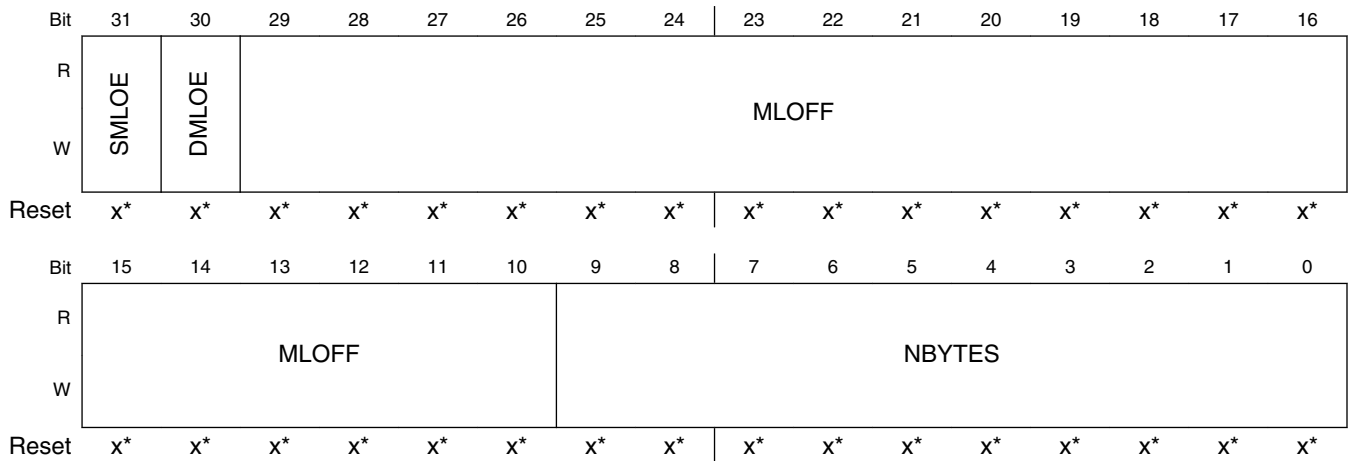 Bit 31 30 29 28 27 26 25 24 23 22 21 20 19 18 17 16
R
SMLOE DMLOE MLOFF
W
Reset x* x* x* x* x* x* x* x* x* x* x* x* x* x* x* x*
Bit 15 14 13 12 11 10 9 8 7 6 5 4 3 2 1 0
R
MLOFF NBYTES
W
Reset x* x* x* x* x* x* x* x* x* x* x* x* x* x* x* x*